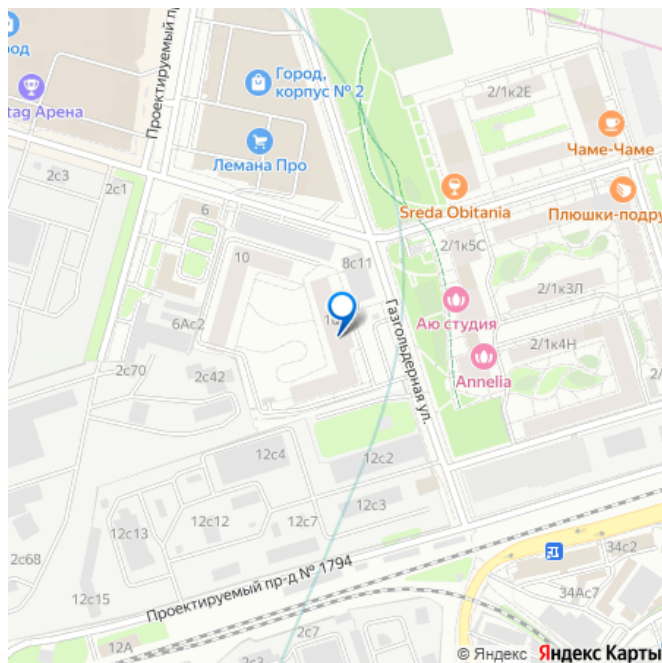 Проектируемый пр
род
tag Арена
Город,
корпус № 2
Лемана Про
2/1к2Е
Чаме-Чаме
Sreda Obitania
Плюшки-подру
2с3
2с1
6
10
8с11
2/1к5С
2/1к3Л
Газгольдерная ул.
Аю студия
6Ас2
2/1к4Н
Annelia
2с70
2с42
12с4
12с2
12с3
12с13
12с12
12с7
2с68
12с15
Проектируемый пр-д № 1794
34с2
34Ас7
12А
2с7
2с3
© Яндекс Яндекс Карты